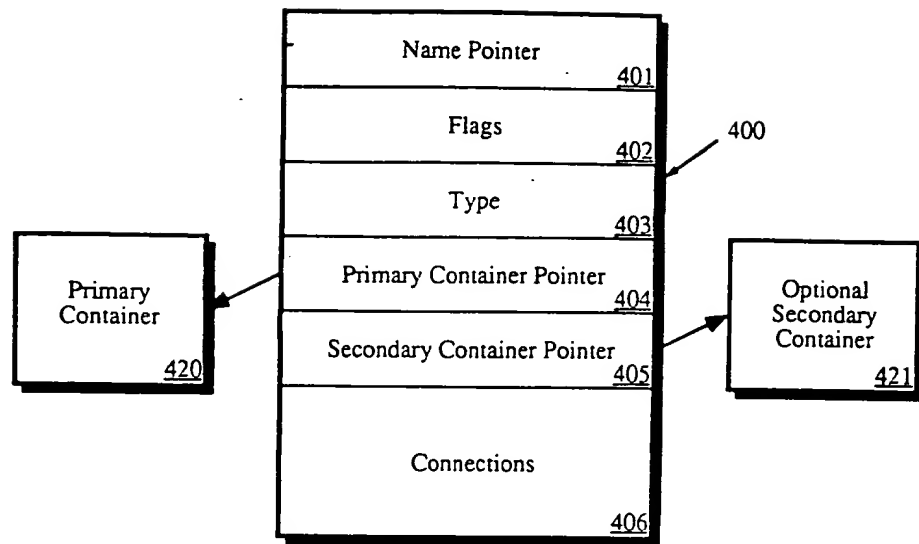 Name Pointer
401
Flags
402
400
Type
403
Primary Container Pointer
404
Primary
Container
420
Secondary Container Pointer
405
Optional
Secondary
Container
421
Connections
406